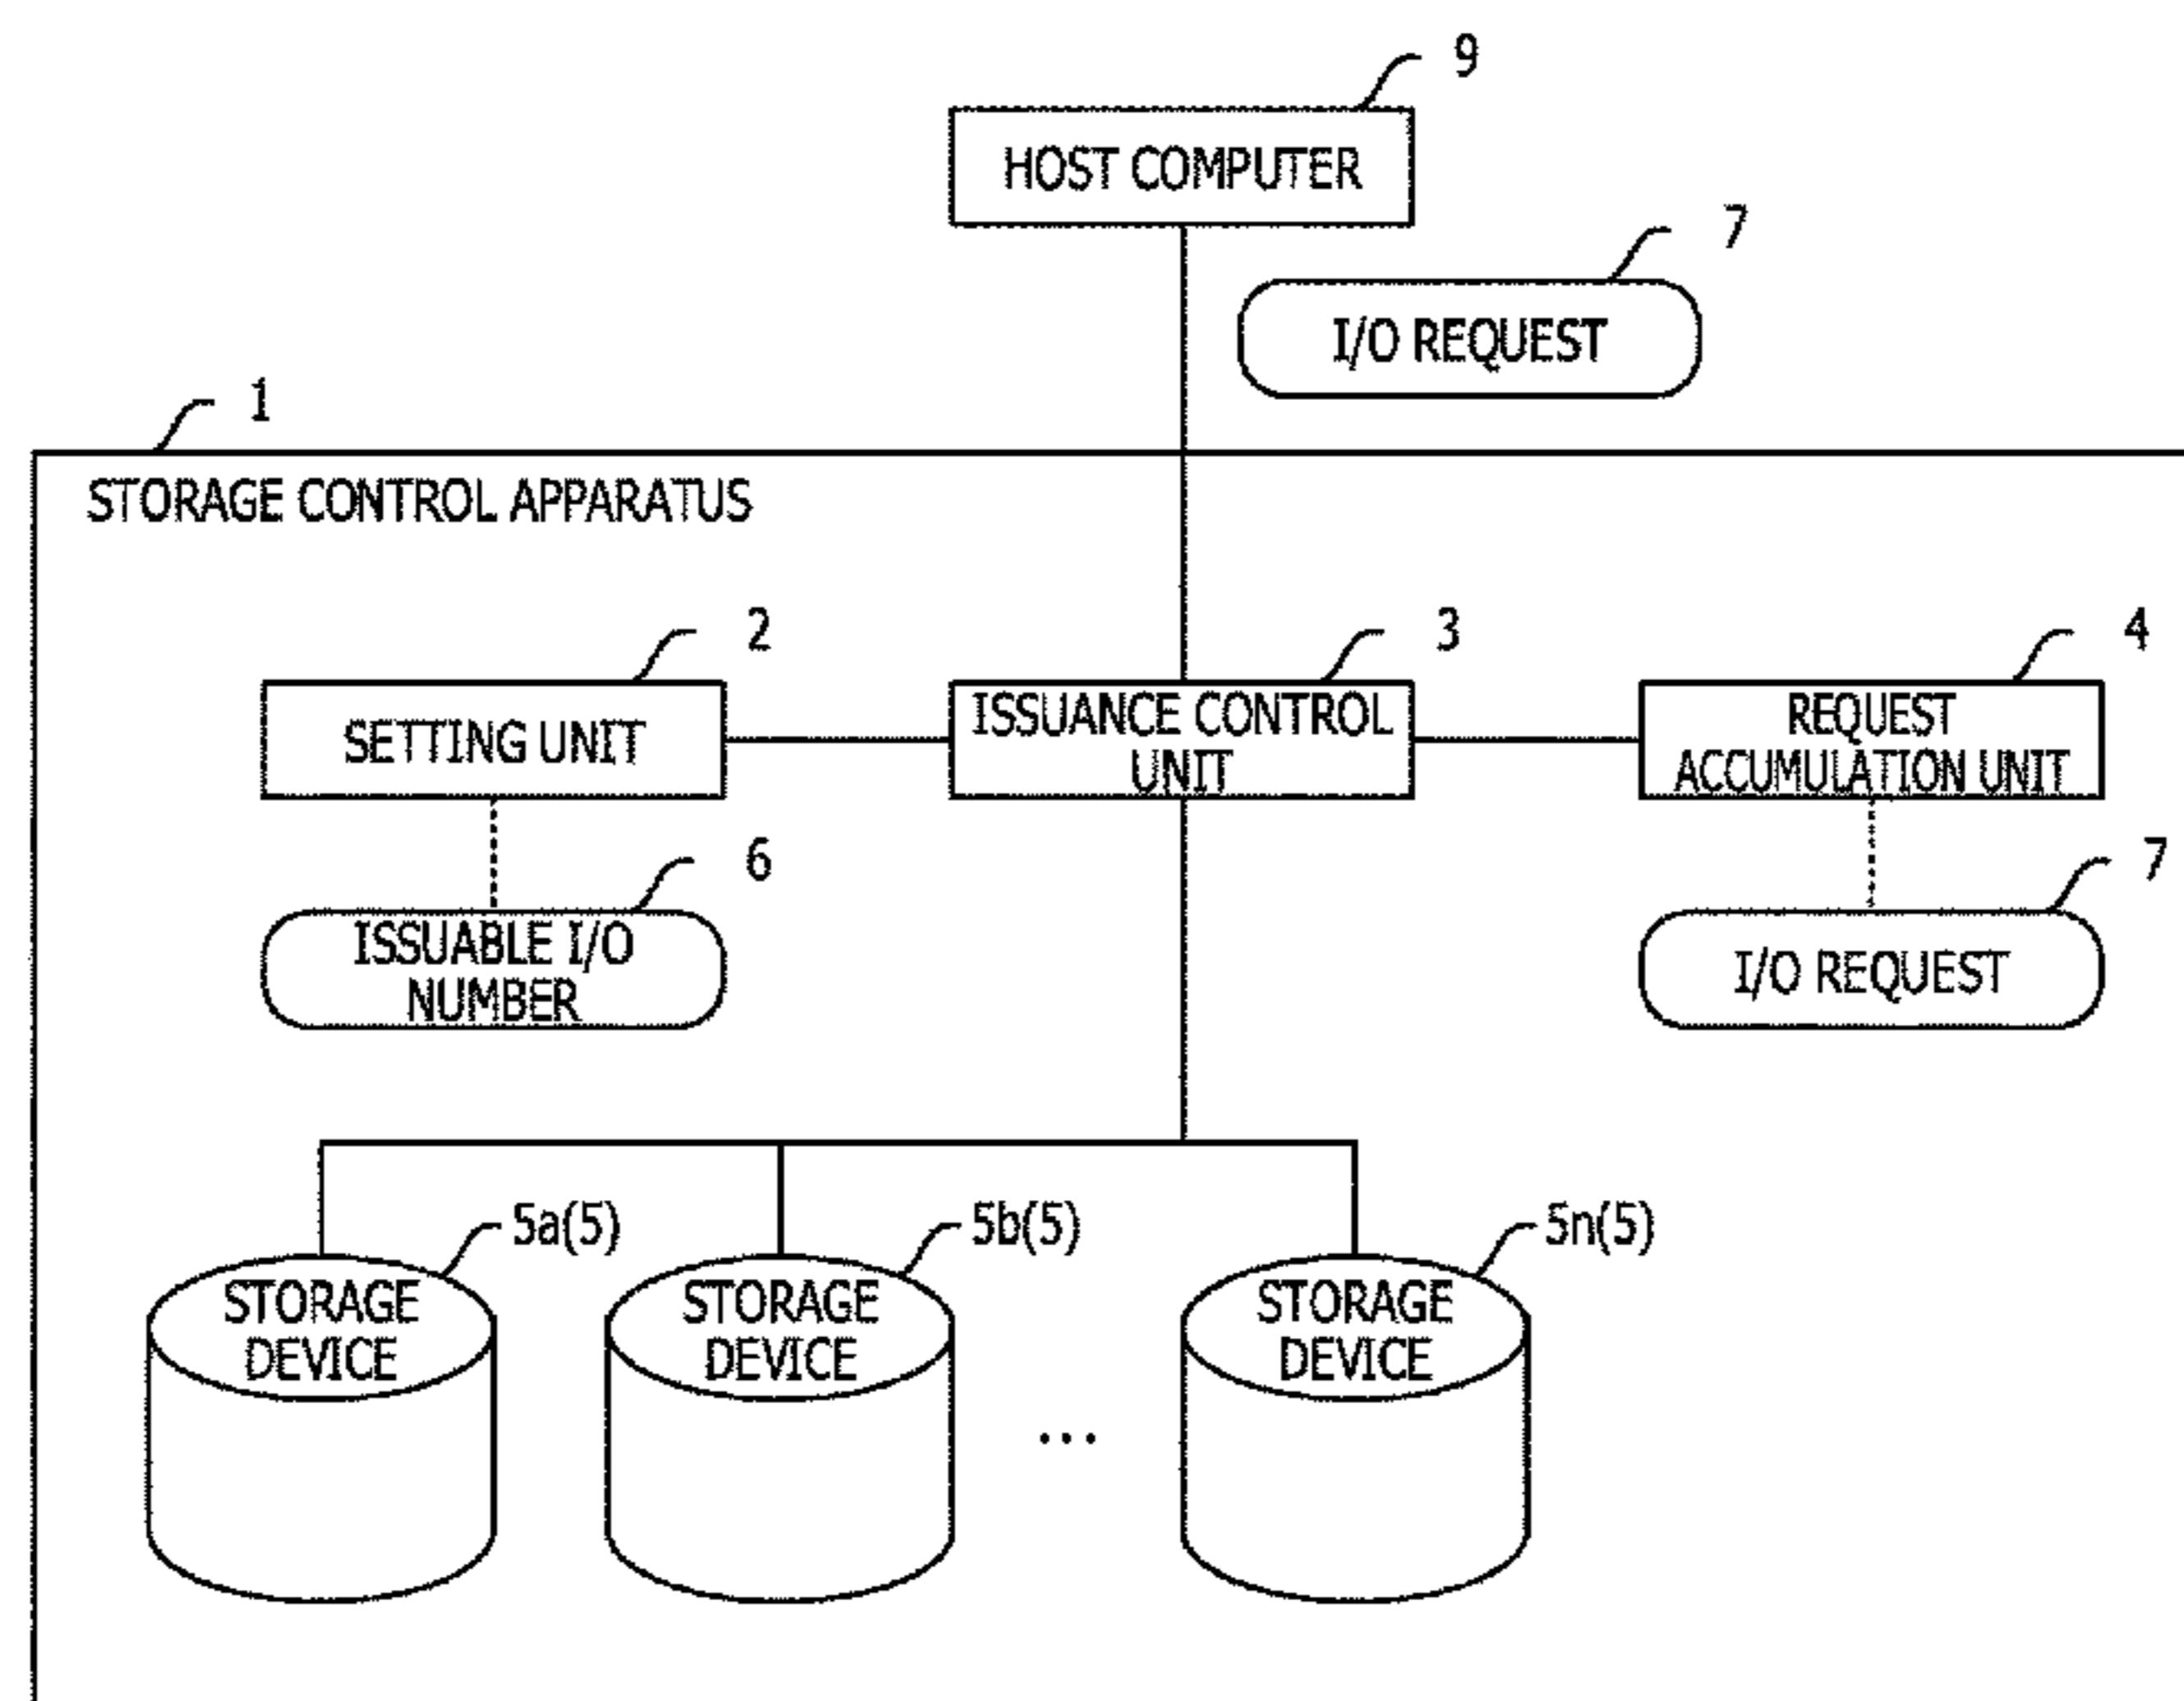 9
HOST COMPUTER
7
I/O REQUEST
1
STORAGE CONTROL APPARATUS
2
3
4
SETTING UNIT
ISSUANCE CONTROL
UNIT
REQUEST
ACCUMULATION UNIT
6
7
ISSUABLE I/O
NUMBER
I/O REQUEST
5a(5)
5b(5)
5n(5)
STORAGE
DEVICE
STORAGE
DEVICE
...
STORAGE
DEVICE